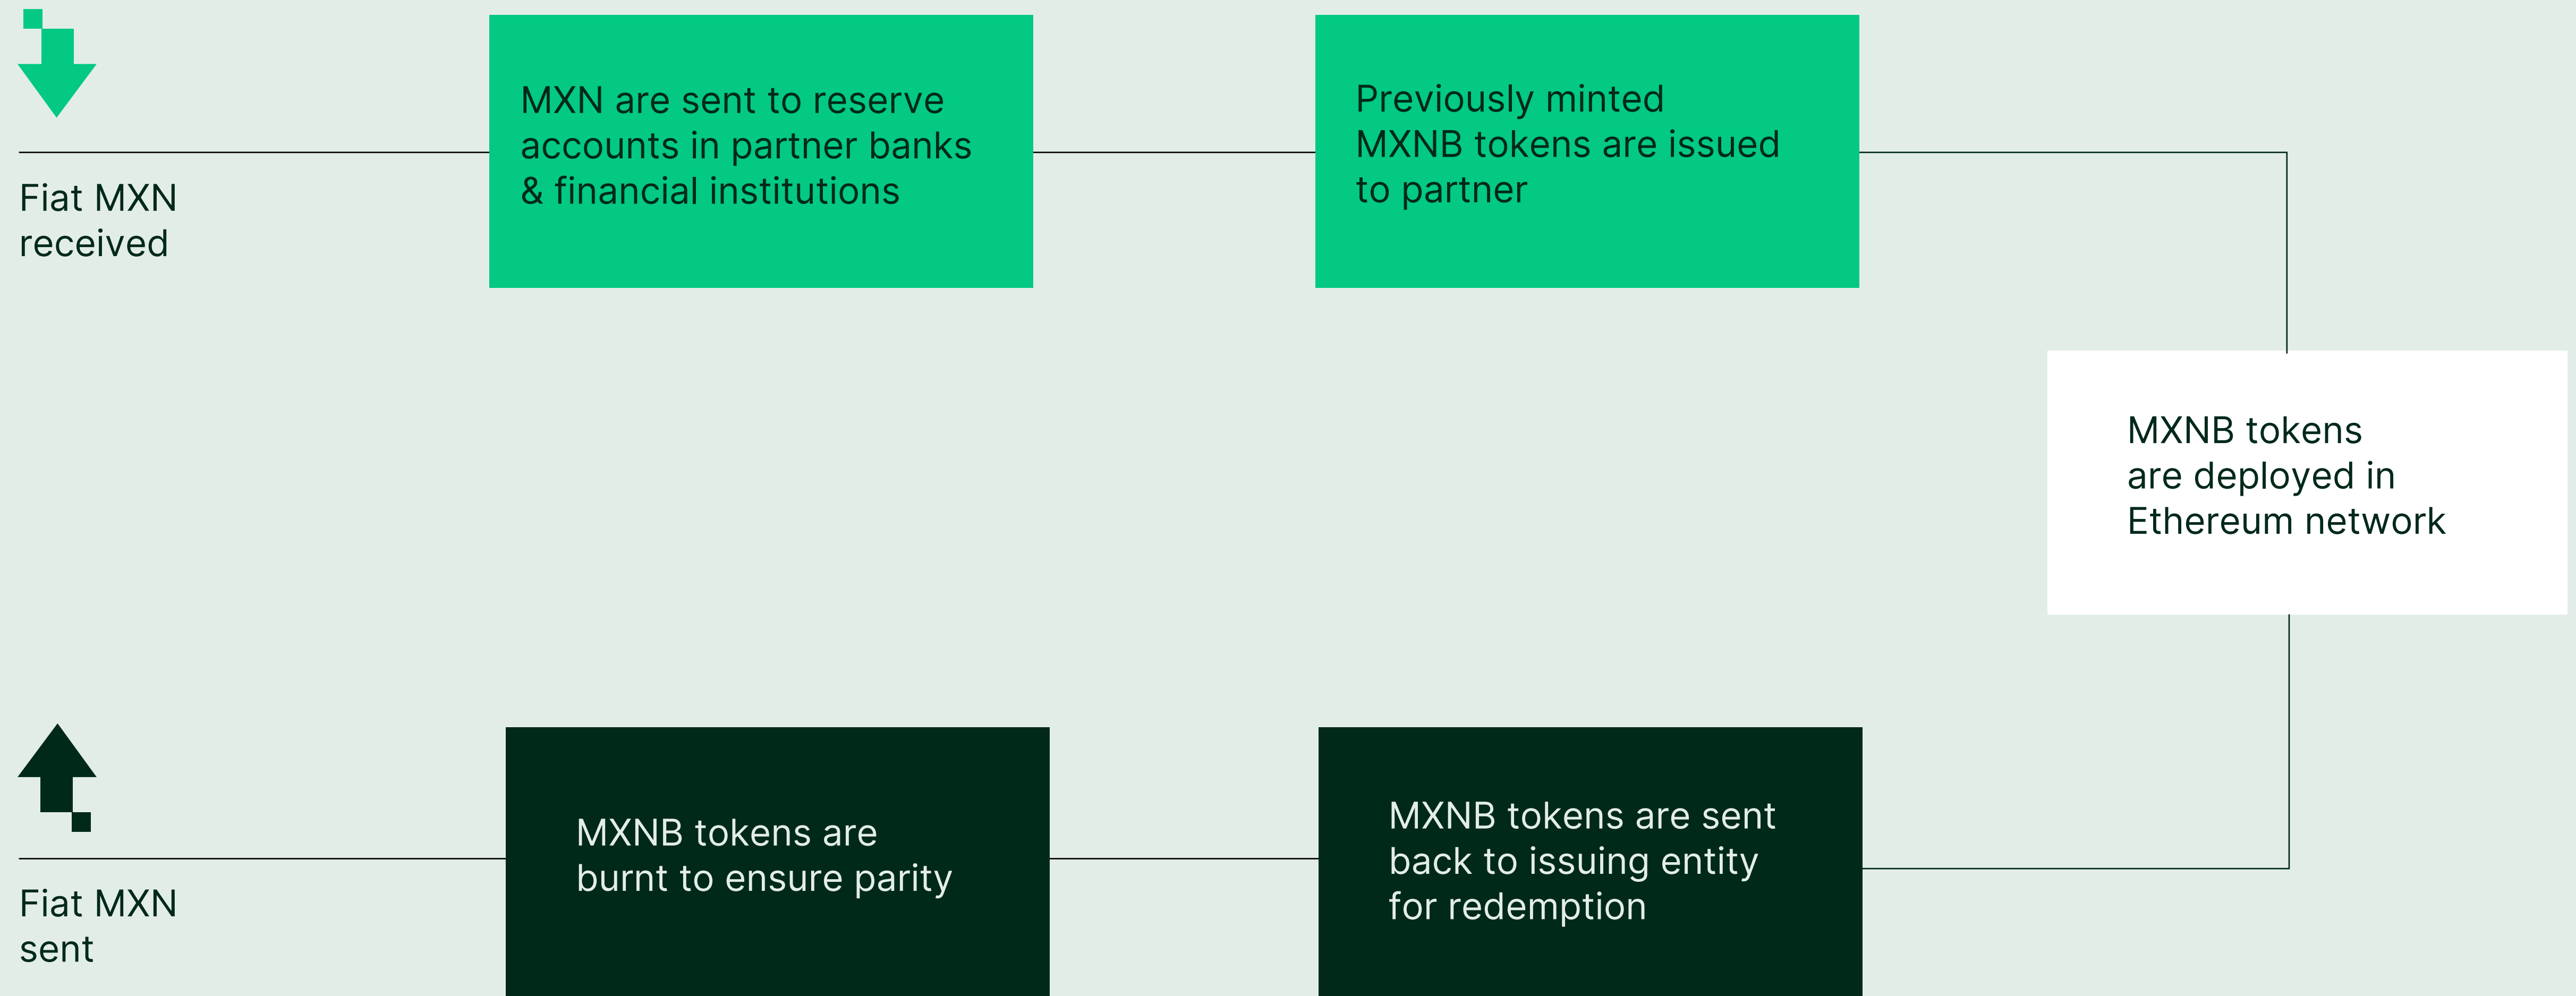 Fiat MXN
received
MXN are sent to reserve
accounts in partner banks
& financial institutions
Previously minted
MXNB tokens are issued
to partner
MXNB tokens
are deployed in
Ethereum network
MXNB tokens are sent
back to issuing entity
for redemption
MXNB tokens are
burnt to ensure parity
Fiat MXN
sent